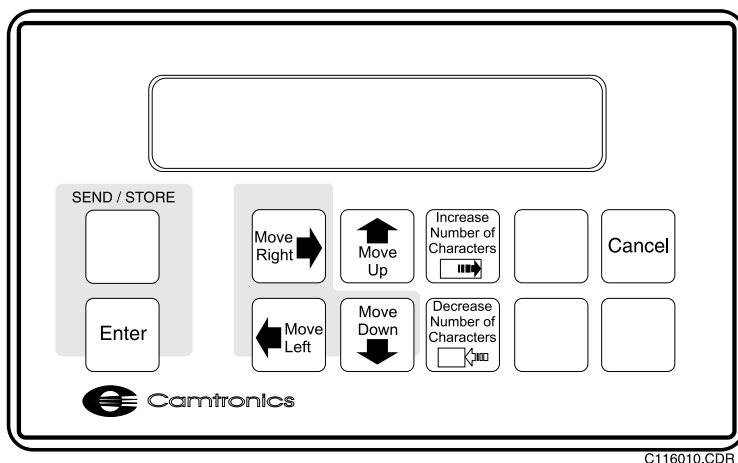 SEND / STORE
Move
Right
Move
Up
Increase
Number of
Characters
Cancel
Enter
Move
Left
Move
Down
Decrease
Number of
Characters
Camtronics
C116010.CDR